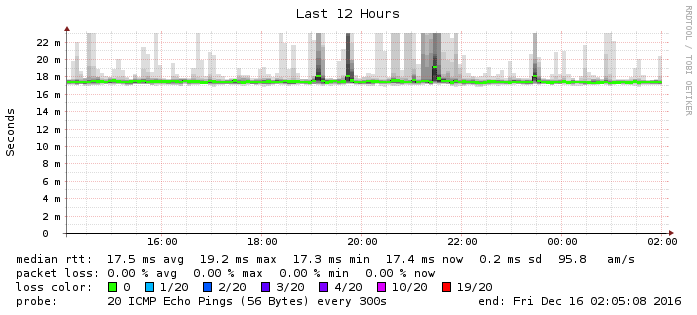 Last 12 Hours
RRDTOOL / TOBI OETIKER
Seconds
22 m
20 m
18 m
16 m
14 m
12 m
10 m
8 m
6 m
4 m
2 m
0
16:00 18:00 20:00 22:00 00:00 02:00
median rtt: 17.5 ms avg 19.2 ms max 17.3 ms min 17.4 ms now 0.2 ms sd 95.8 am/s
packet loss: 0.00 % avg 0.00 % max 0.00 % min 0.00 % now
loss color: 0 1/20 2/20 3/20 4/20 10/20 19/20
probe: 20 ICMP Echo Pings (56 Bytes) every 300s end: Fri Dec 16 02:05:08 2016